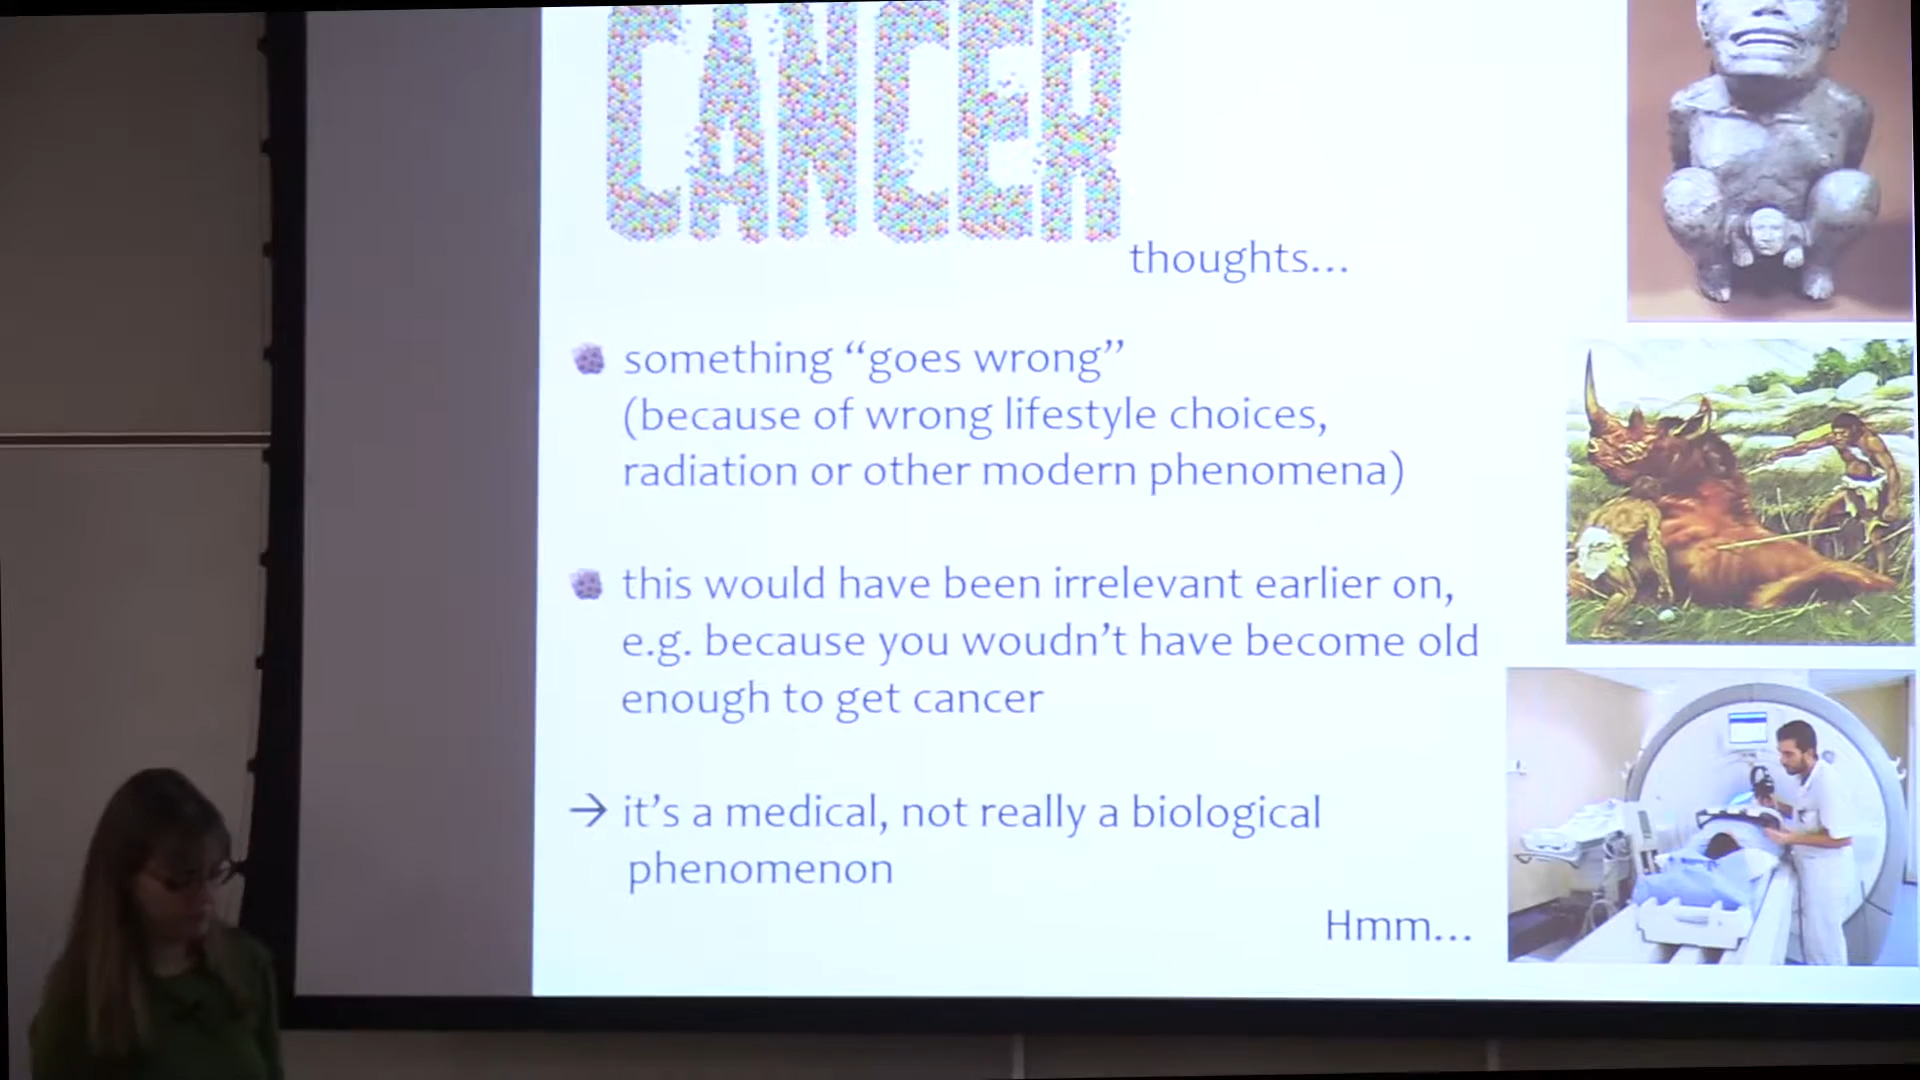 CANCER
thoughts...
something “goes wrong”
(because of wrong lifestyle choices,
radiation or other modern phenomena)
this would have been irrelevant earlier on,
e.g. because you woudn’t have become old
enough to get cancer
→ it’s a medical, not really a biological
phenomenon
Hmm...